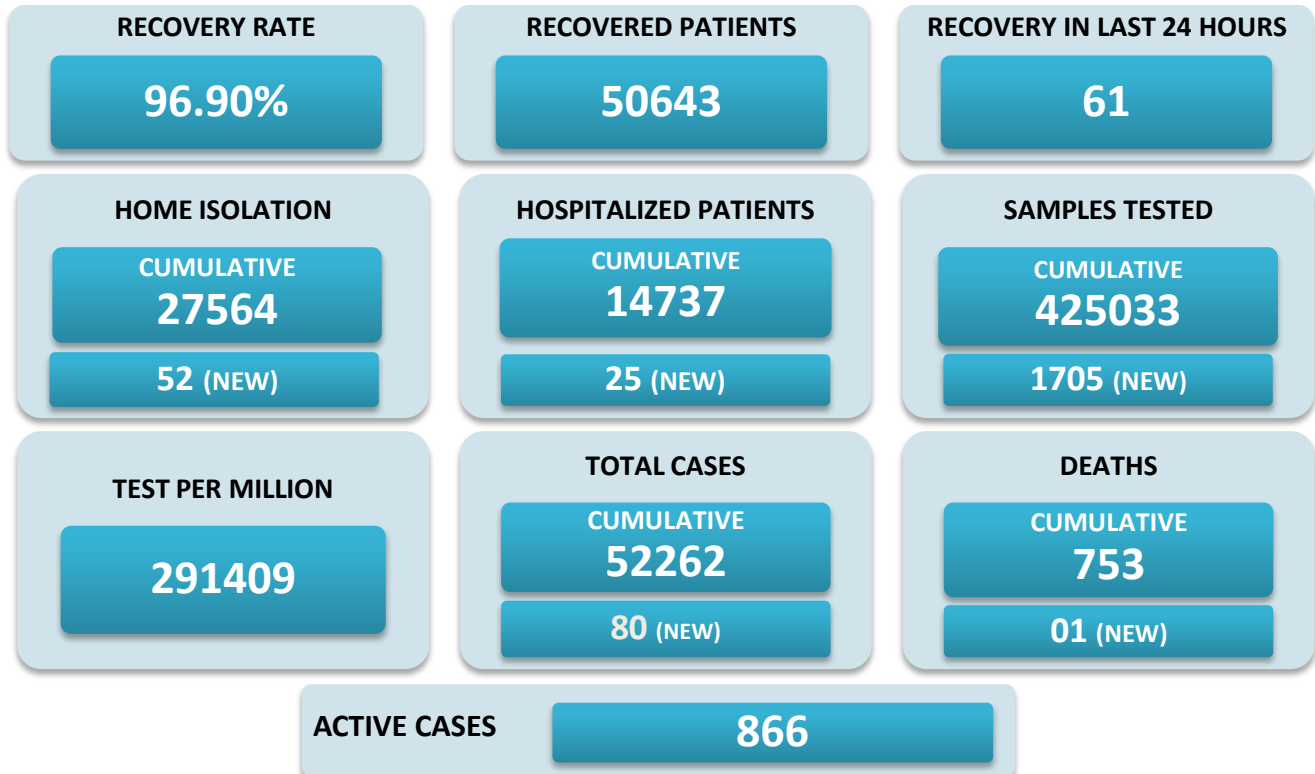 RECOVERY RATE
96.90%
RECOVERED PATIENTS
50643
RECOVERY IN LAST 24 HOURS
61
HOME ISOLATION
CUMULATIVE
27564
52 (NEW)
HOSPITALIZED PATIENTS
CUMULATIVE
14737
25 (NEW)
SAMPLES TESTED
CUMULATIVE
425033
1705 (NEW)
TEST PER MILLION
291409
TOTAL CASES
CUMULATIVE
52262
80 (NEW)
DEATHS
CUMULATIVE
753
01 (NEW)
ACTIVE CASES
866